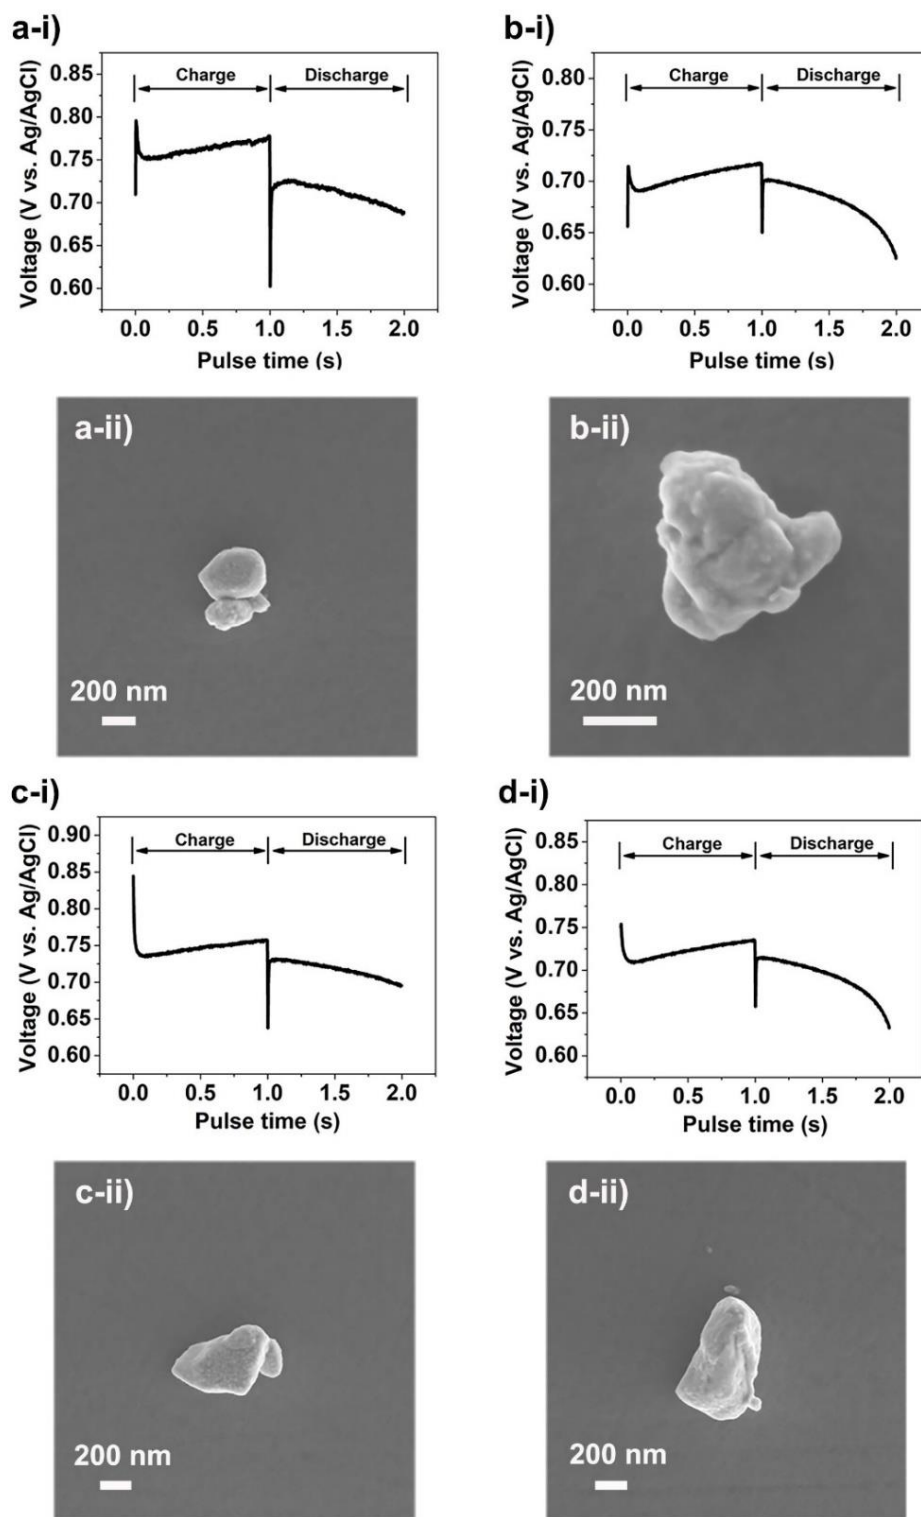 a-i)
Voltage (V vs. Ag/AgCl)
0.85
0.80
0.75
0.70
0.65
0.60
Charge
Discharge
0.0 0.5 1.0 1.5 2.0
Pulse time (s)
b-i)
Voltage (V vs. Ag/AgCl)
0.80
0.75
0.70
0.65
0.60
Charge
Discharge
0.0 0.5 1.0 1.5 2.0
Pulse time (s)
a-ii)
200 nm
b-ii)
200 nm
c-i)
Voltage (V vs. Ag/AgCl)
0.90
0.85
0.80
0.75
0.70
0.65
0.60
Charge
Discharge
0.0 0.5 1.0 1.5 2.0
Pulse time (s)
d-i)
Voltage (V vs. Ag/AgCl)
0.85
0.80
0.75
0.70
0.65
0.60
Charge
Discharge
0.0 0.5 1.0 1.5 2.0
Pulse time (s)
c-ii)
200 nm
d-ii)
200 nm